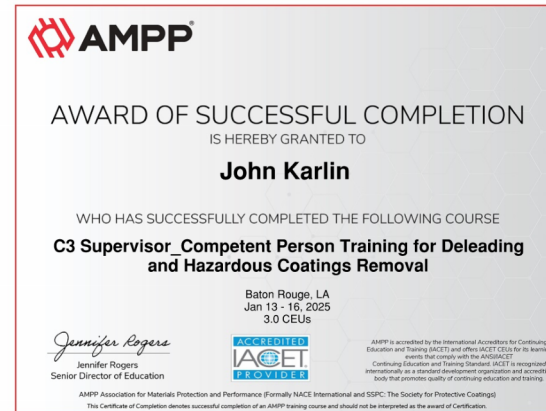 AMPP®
AWARD OF SUCCESSFUL COMPLETION
IS HEREBY GRANTED TO
John Karlin
WHO HAS SUCCESSFULLY COMPLETED THE FOLLOWING COURSE
C3 Supervisor_Competent Person Training for Deleading
and Hazardous Coatings Removal
Baton Rouge, LA
Jan 13 - 16, 2025
3.0 CEUs
Jennifer Rogers
Jennifer Rogers
Senior Director of Education
ACCREDITED
IACET
PROVIDER
AMPP is accredited by the International Accreditors for Continuing
Education and Training (IACET) and offers IACET CEUs for its learning
events that comply with the ANSI/IACET
Continuing Education and Training Standard. IACET is recognized
internationally as a standard development organization and accrediting
body that promotes quality of continuing education and training.
AMPP Association for Materials Protection and Performance (Formally NACE International and SSPC: The Society for Protective Coatings)
This Certificate of Completion denotes successful completion of an AMPP training course and should not be interpreted as the award of Certification.